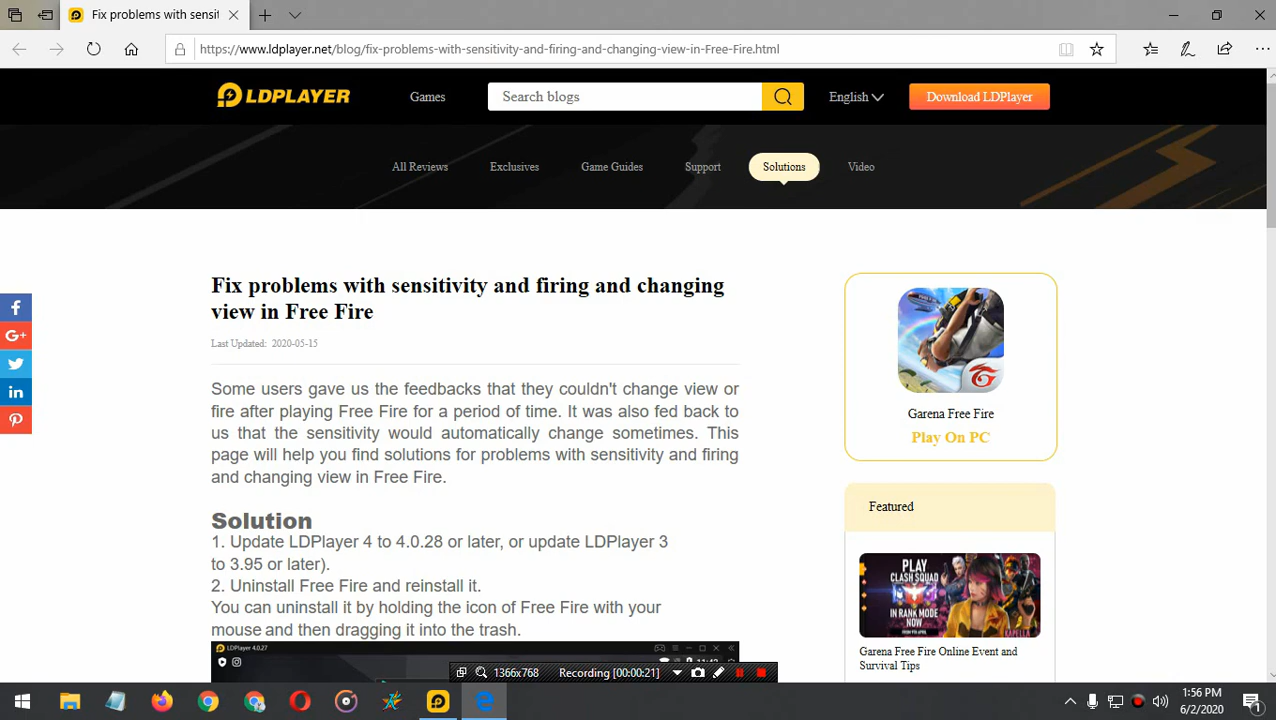 Fix problems with sensit
https://www.ldplayer.net/blog/fix-problems-with-sensitivity-and-firing-and-changing-view-in-Free-Fire.html
LDPLAYER
Games
Search blogs
English
Download LDPlayer
All Reviews
Exclusives
Game Guides
Support
Solutions
Video
Fix problems with sensitivity and firing and changing
view in Free Fire
Last Updated: 2020-05-15
Some users gave us the feedbacks that they couldn't change view or
fire after playing Free Fire for a period of time. It was also fed back to
us that the sensitivity would automatically change sometimes. This
page will help you find solutions for problems with sensitivity and firing
and changing view in Free Fire.
Solution
1. Update LDPlayer 4 to 4.0.28 or later, or update LDPlayer 3
to 3.95 or later).
2. Uninstall Free Fire and reinstall it.
You can uninstall it by holding the icon of Free Fire with your
mouse and then dragging it into the trash.
LDPlayer 4.0.27
Garena Free Fire
Play On PC
Featured
PLAY
CLASH SQUAD
IN RANK MODE
NOW
KAPELLA
Garena Free Fire Online Event and
Survival Tips
1366x768
Recording [00:00:21]
1:56 PM
6/2/2020
1